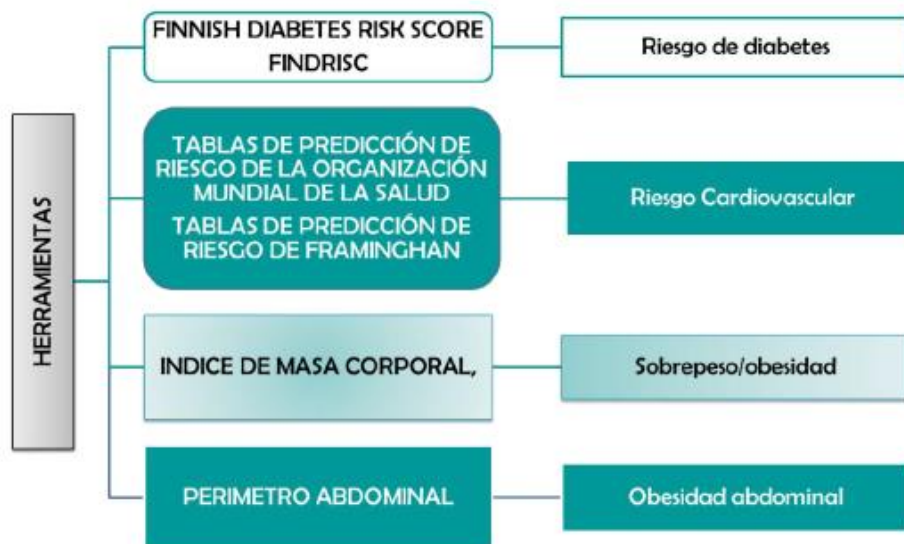 HERRAMIENTAS
FINNISH DIABETES RISK SCORE
FINDRISC
Riesgo de diabetes
TABLAS DE PREDICCIÓN DE
RIESGO DE LA ORGANIZACIÓN
MUNDIAL DE LA SALUD
TABLAS DE PREDICCIÓN DE
RIESGO DE FRAMINGHAN
Riesgo Cardiovascular
INDICE DE MASA CORPORAL,
Sobrepeso/obesidad
PERIMETRO ABDOMINAL
Obesidad abdominal